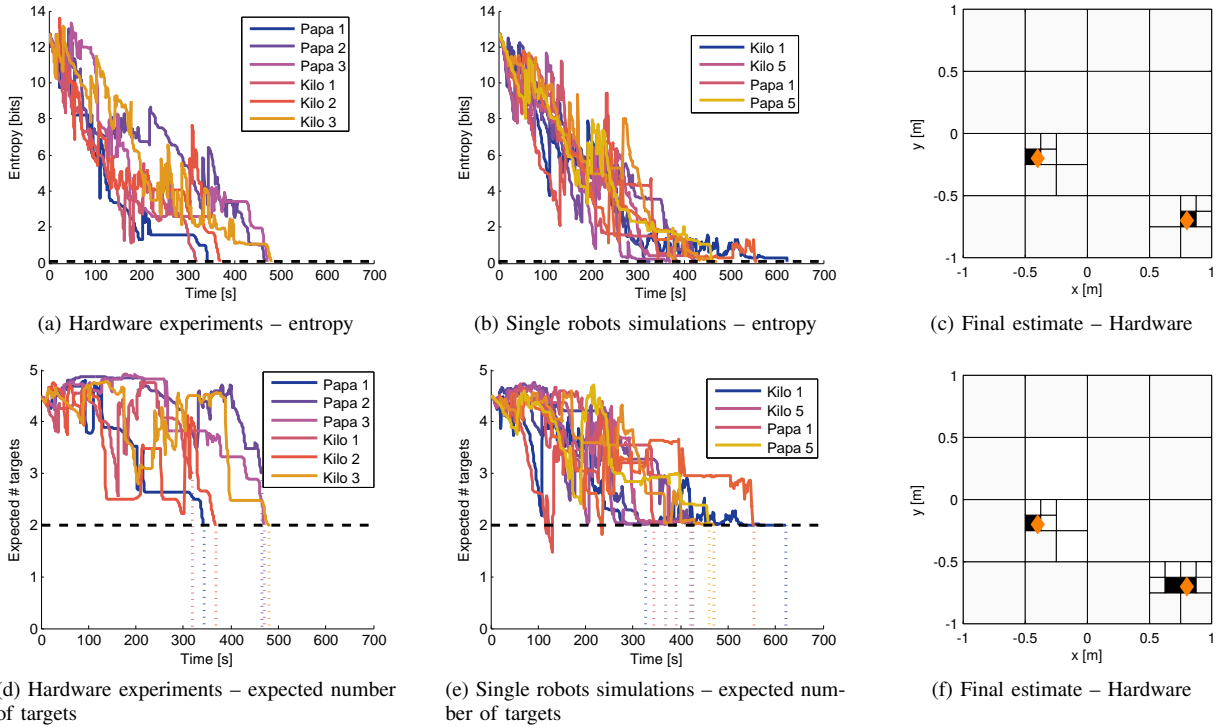 14
12
10
8
6
4
2
0
Entropy [bits]
0 100 200 300 400 500 600 700
Time [s]
Papa 1
Papa 2
Papa 3
Kilo 1
Kilo 2
Kilo 3
(a) Hardware experiments – entropy
14
12
10
8
6
4
2
0
Entropy [bits]
0 100 200 300 400 500 600 700
Time [s]
Kilo 1
Kilo 5
Papa 1
Papa 5
(b) Single robots simulations – entropy
1
0.5
0
-0.5
-1
y [m]
-1 -0.5 0 0.5 1
x [m]
(c) Final estimate – Hardware
5
4
3
2
1
0
Expected # targets
0 100 200 300 400 500 600 700
Time [s]
Papa 1
Papa 2
Papa 3
Kilo 1
Kilo 2
Kilo 3
(d) Hardware experiments – expected number
of targets
5
4
3
2
1
0
Expected # targets
0 100 200 300 400 500 600 700
Time [s]
Kilo 1
Kilo 5
Papa 1
Papa 5
(e) Single robots simulations – expected num-
ber of targets
1
0.5
0
-0.5
-1
y [m]
-1 -0.5 0 0.5 1
x [m]
(f) Final estimate – Hardware